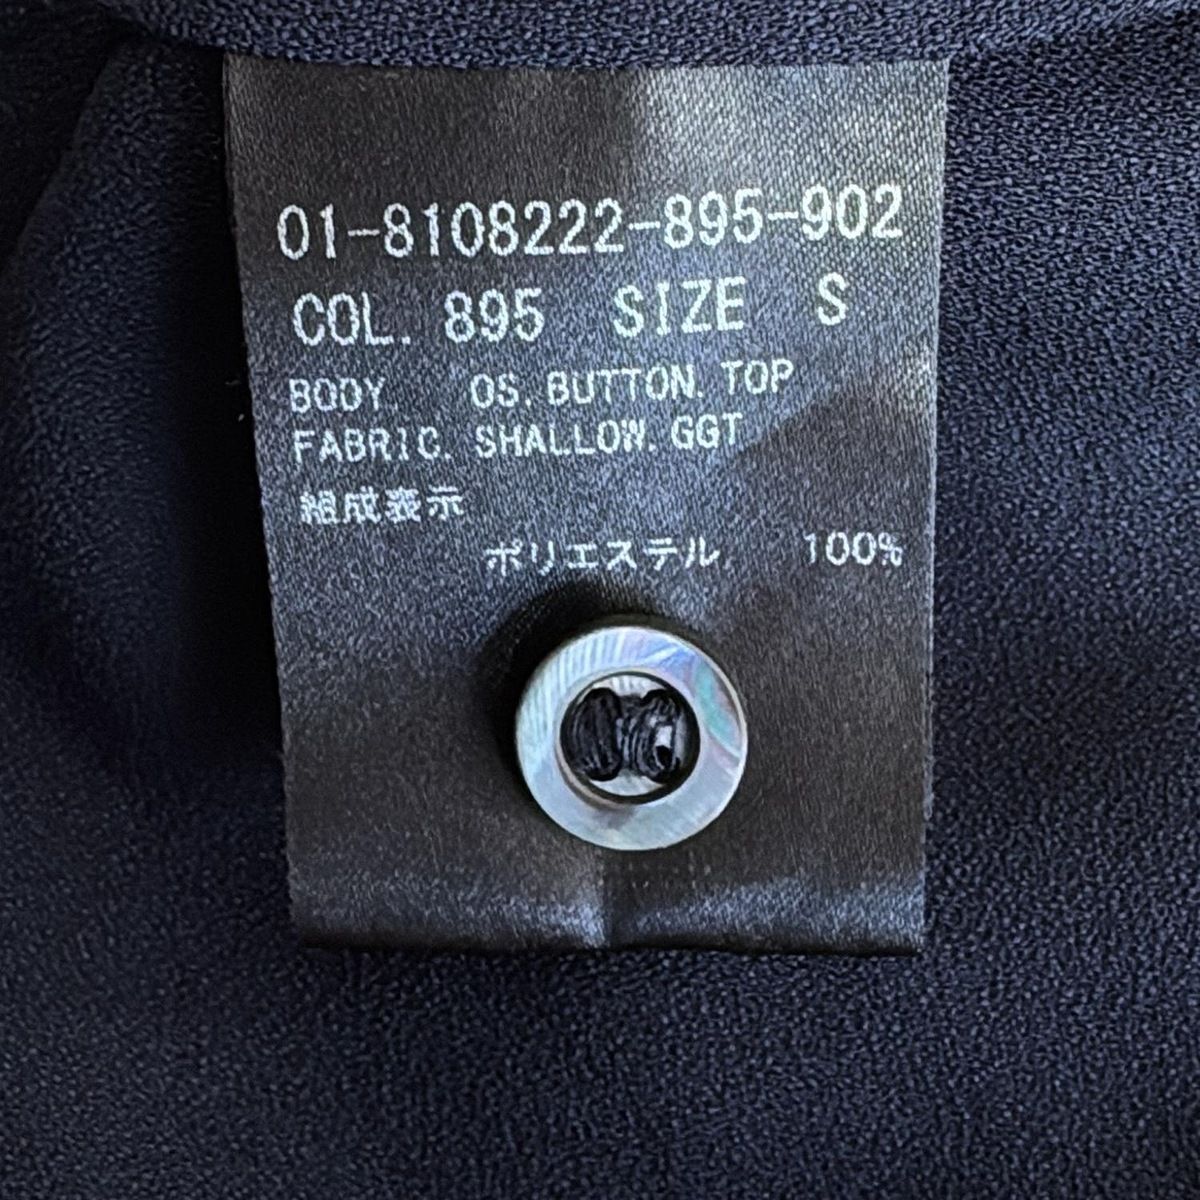 01-8108222-895-902
COL. 895 SIZE S
BODY. OS. BUTTON. TOP
FABRIC. SHALLOW. GGT
組成表示
ポリエステル 100%